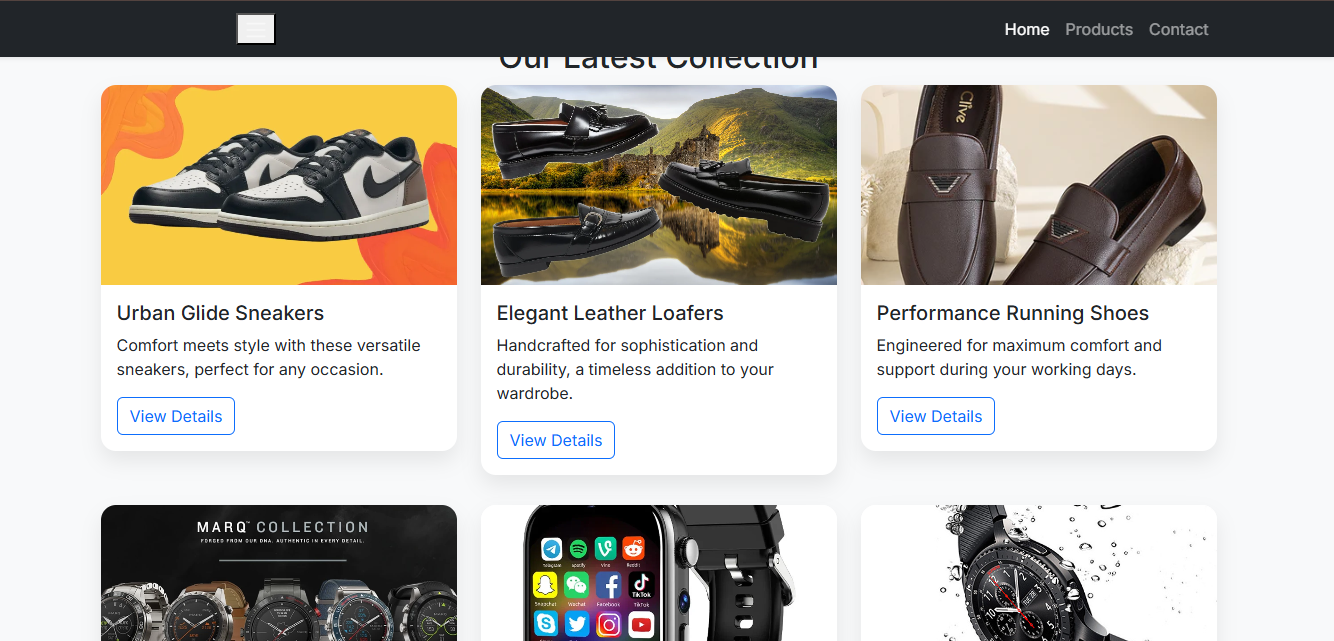 Home Products Contact
Our Latest Collection
Clive
Urban Glide Sneakers
Comfort meets style with these versatile
sneakers, perfect for any occasion.
View Details
Elegant Leather Loafers
Handcrafted for sophistication and
durability, a timeless addition to your
wardrobe.
View Details
Performance Running Shoes
Engineered for maximum comfort and
support during your working days.
View Details
MARQ™ COLLECTION
FORGED FROM OUR DNA. AUTHENTIC IN EVERY DETAIL.
Telegram Spotify Vine Reddit
Snapchat Wechat Facebook TikTok
TikTok